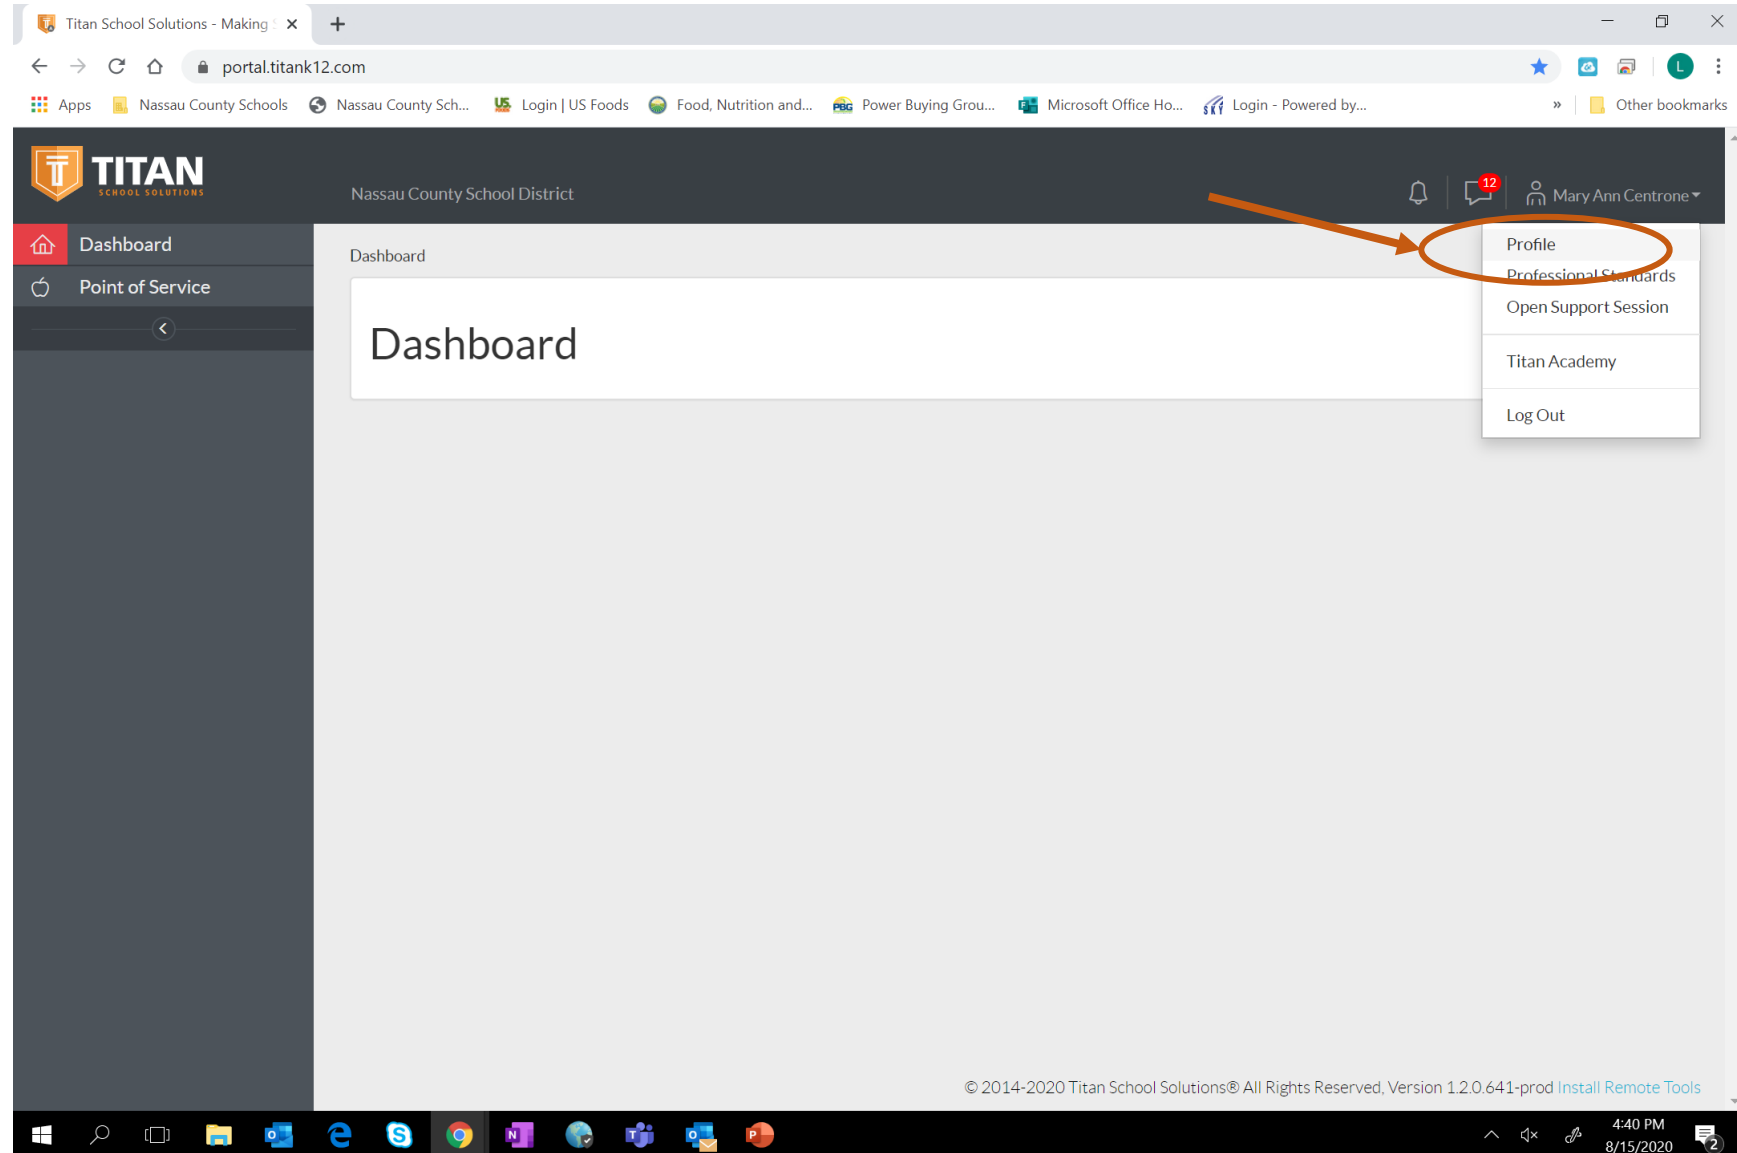 Titan School Solutions - Making S
portal.titank12.com
L
Apps Nassau County Schools Nassau County Sch... Login | US Foods Food, Nutrition and... Power Buying Grou... Microsoft Office Ho... Login - Powered by... » Other bookmarks
TITAN
SCHOOL SOLUTIONS
Nassau County School District
12
Mary Ann Centrone
Dashboard
Point of Service
Dashboard
Dashboard
Profile
Professional Standards
Open Support Session
Titan Academy
Log Out
© 2014-2020 Titan School Solutions® All Rights Reserved, Version 1.2.0.641-prod Install Remote Tools
4:40 PM
8/15/2020
2